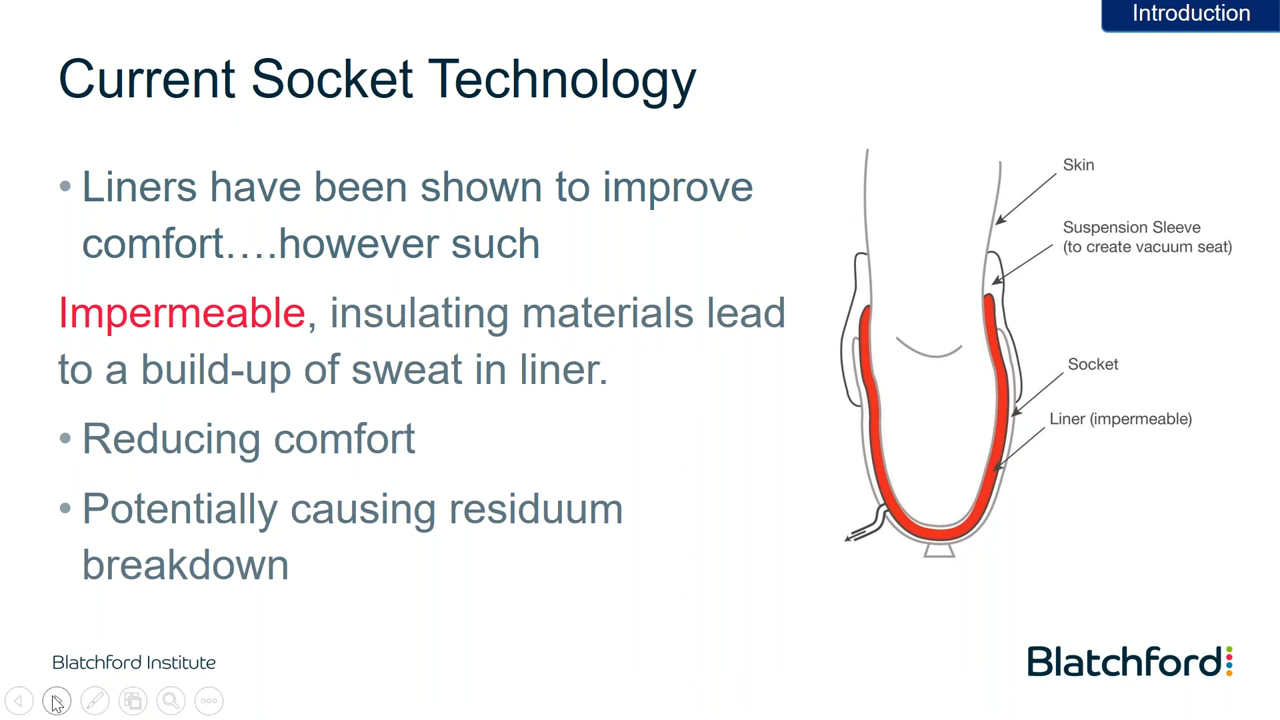 Introduction
Current Socket Technology
• Liners have been shown to improve
comfort….however such
Impermeable, insulating materials lead
to a build-up of sweat in liner.
• Reducing comfort
• Potentially causing residuum
breakdown
Skin
Suspension Sleeve
(to create vacuum seat)
Socket
Liner (impermeable)
Blatchford Institute
Blatchford